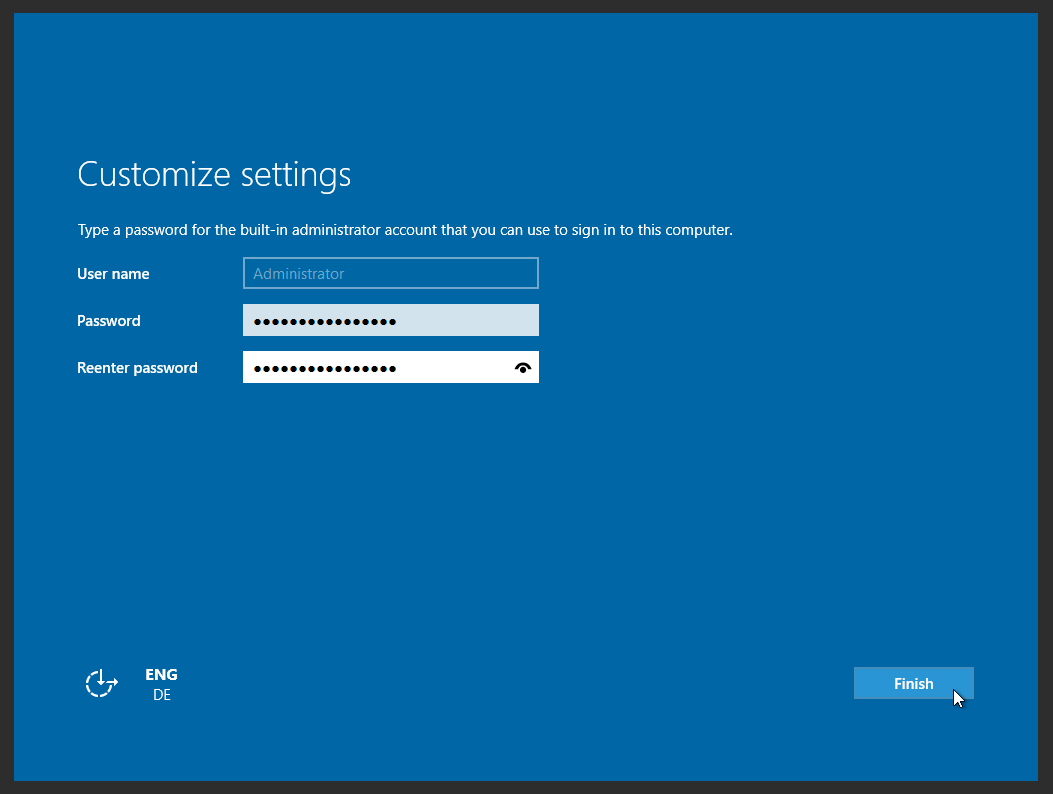 Customize settings
Type a password for the built-in administrator account that you can use to sign in to this computer.
User name Administrator
Password ••••••••••••••••
Reenter password ••••••••••••••••
ENG
DE
Finish